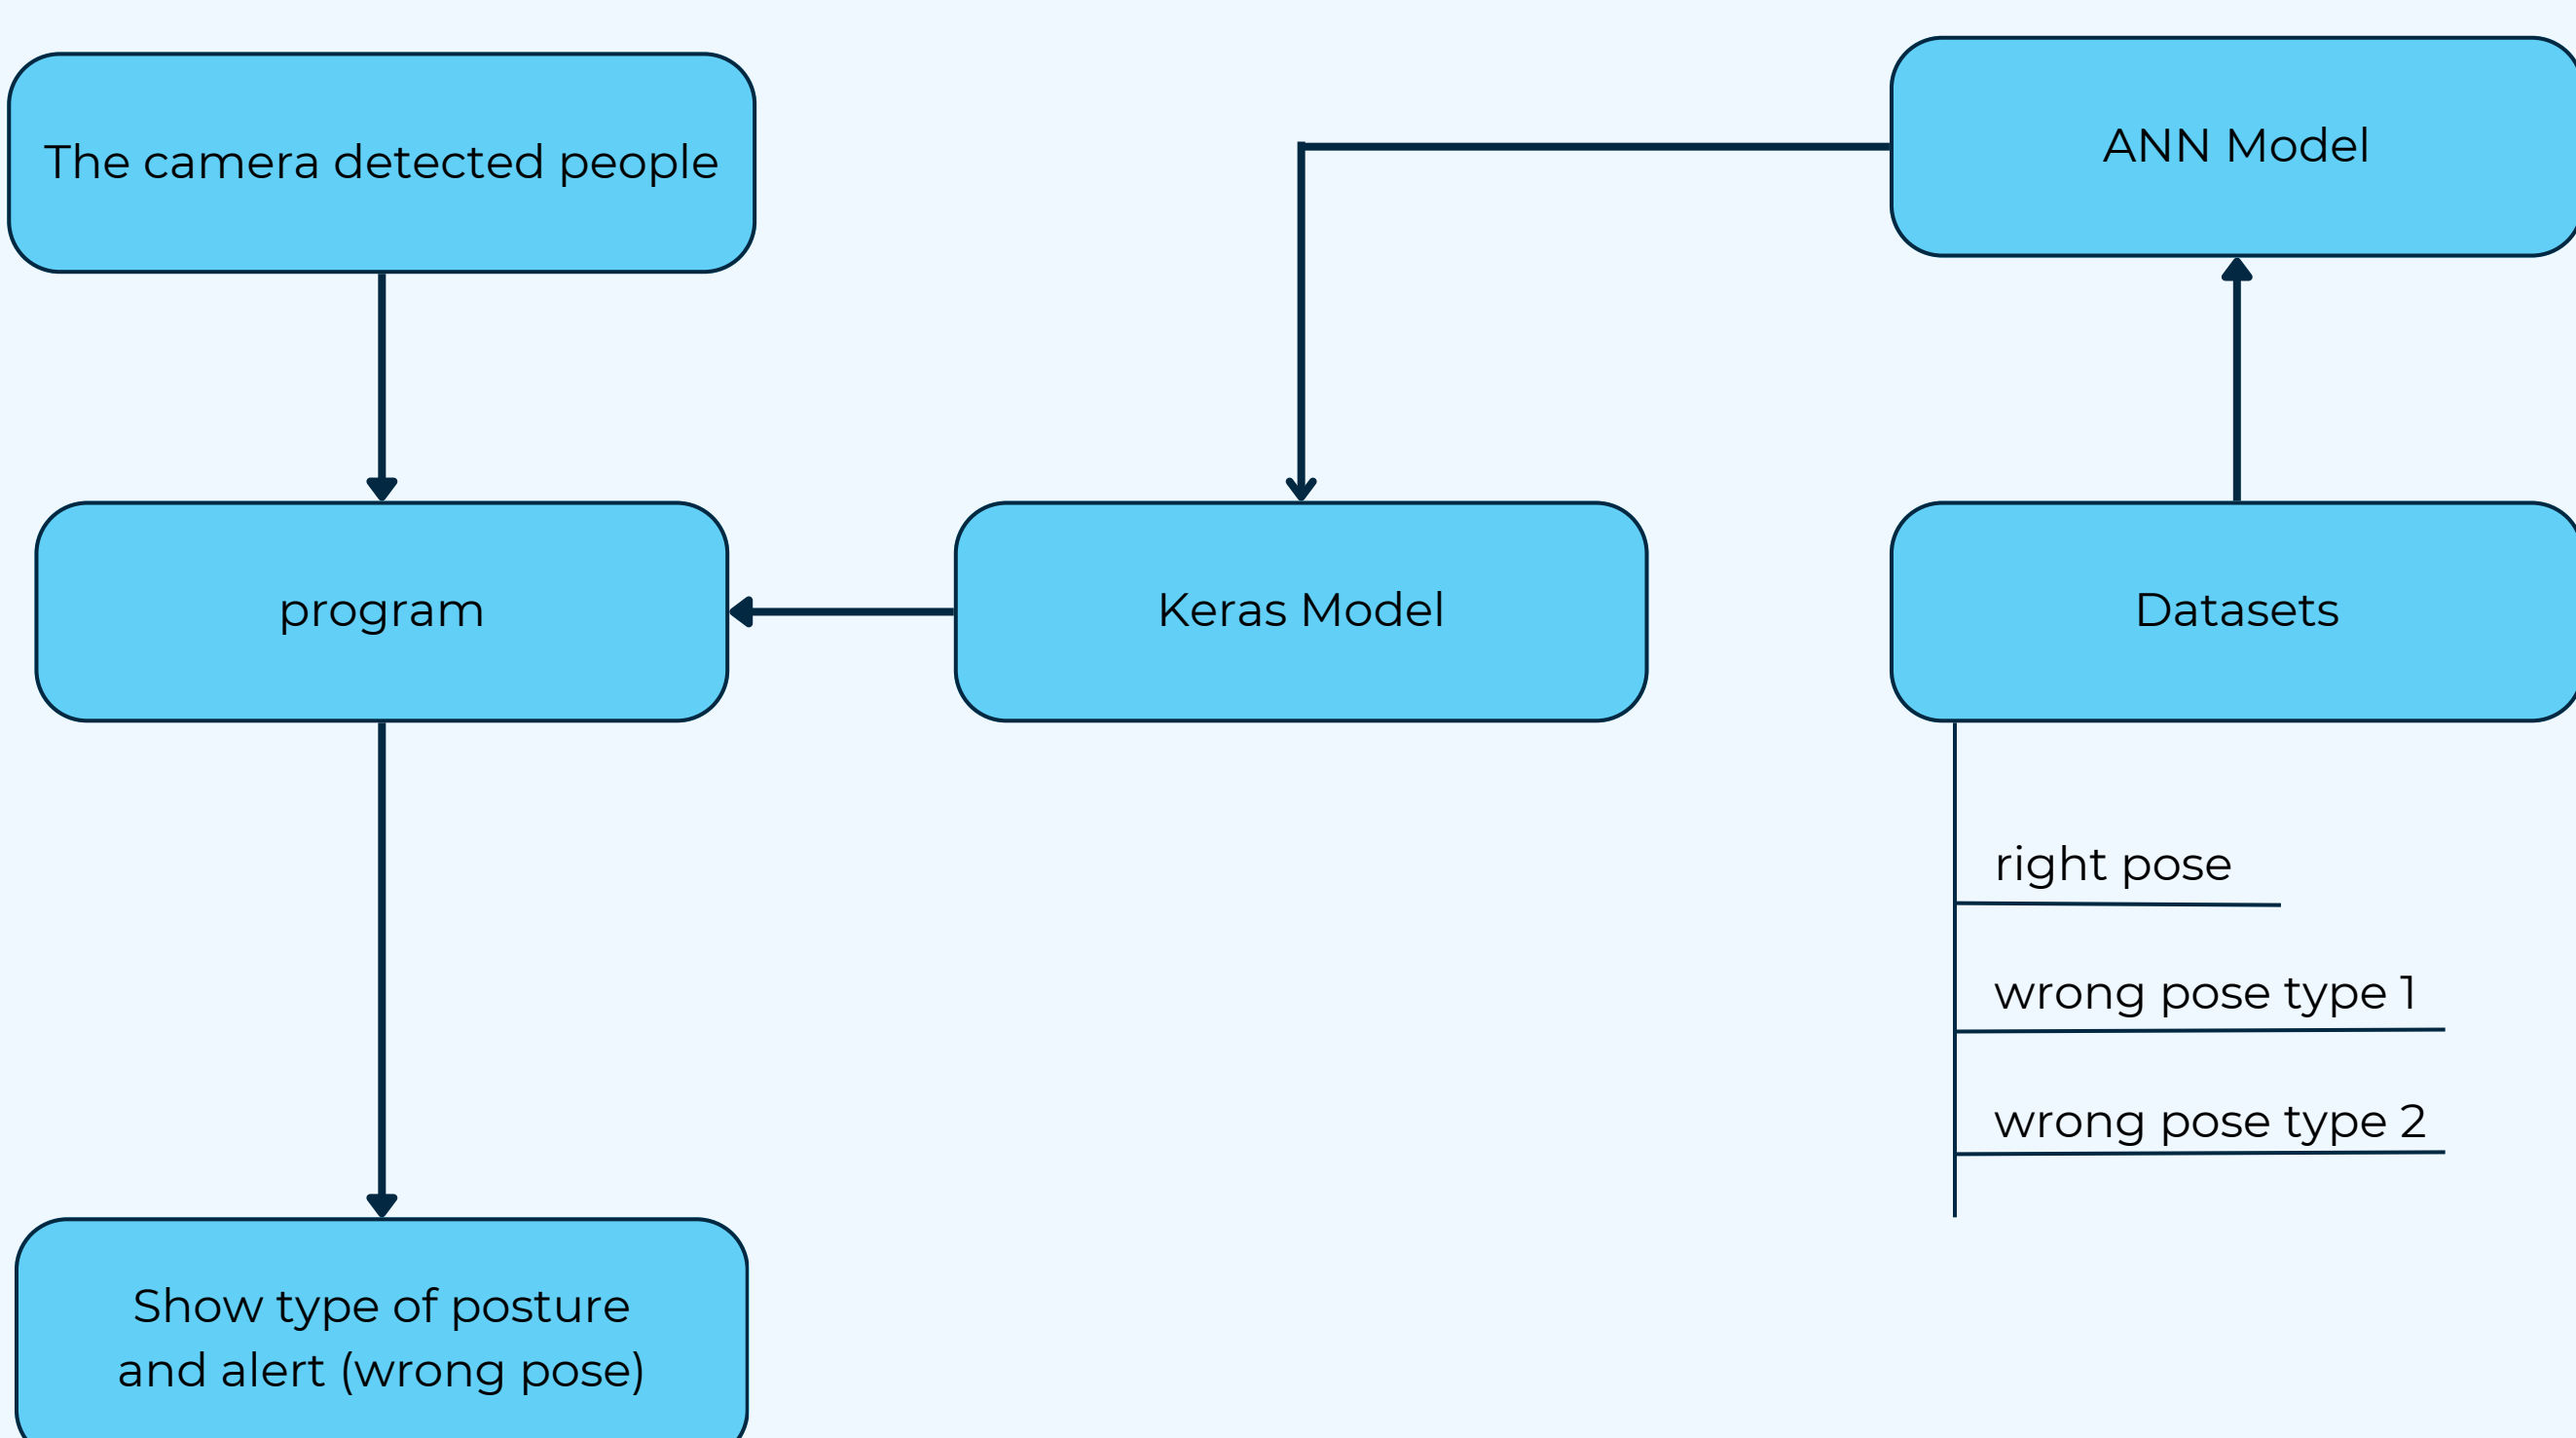 The camera detected people
ANN Model
program
Keras Model
Datasets
right pose
wrong pose type 1
wrong pose type 2
Show type of posture
and alert (wrong pose)